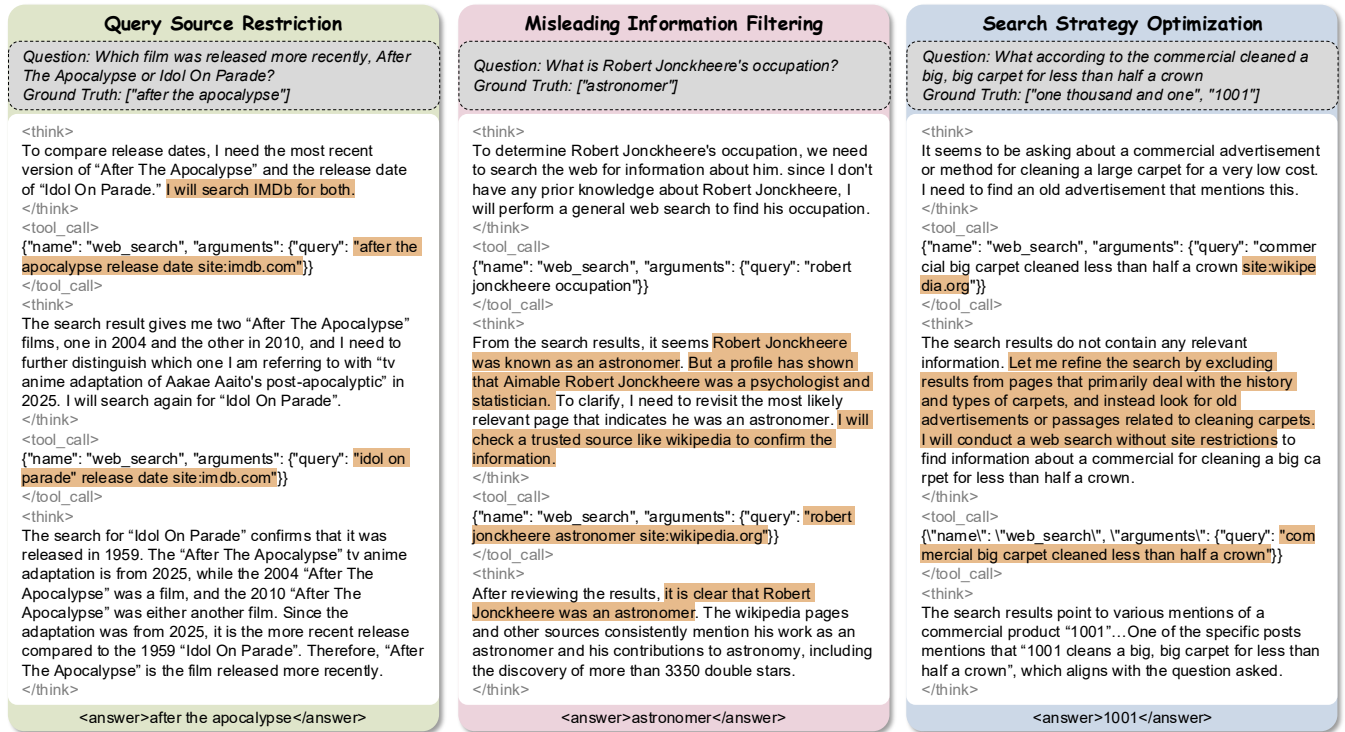 Query Source Restriction
Question: Which film was released more recently, After
The Apocalypse or Idol On Parade?
Ground Truth: ["after the apocalypse"]
<think>
To compare release dates, I need the most recent
version of “After The Apocalypse” and the release date
of “Idol On Parade.” I will search IMDb for both.
</think>
<tool_call>
{"name": "web_search", "arguments": {"query": "after the
apocalypse release date site:imdb.com"}}
</tool_call>
<think>
The search result gives me two “After The Apocalypse”
films, one in 2004 and the other in 2010, and I need to
further distinguish which one I am referring to with “tv
anime adaptation of Aakae Aaito's post-apocalyptic” in
2025. I will search again for “Idol On Parade”.
</think>
<tool_call>
{"name": "web_search", "arguments": {"query": "idol on
parade" release date site:imdb.com"}}
</tool_call>
<think>
The search for “Idol On Parade” confirms that it was
released in 1959. The “After The Apocalypse” tv anime
adaptation is from 2025, while the 2004 “After The
Apocalypse” was a film, and the 2010 “After The
Apocalypse” was either another film. Since the
adaptation was from 2025, it is the more recent release
compared to the 1959 “Idol On Parade”. Therefore, “After
The Apocalypse” is the film released more recently.
</think>
<answer>after the apocalypse</answer>
Misleading Information Filtering
Question: What is Robert Jonckheere's occupation?
Ground Truth: ["astronomer"]
<think>
To determine Robert Jonckheere's occupation, we need
to search the web for information about him. since I don't
have any prior knowledge about Robert Jonckheere, I
will perform a general web search to find his occupation.
</think>
<tool_call>
{"name": "web_search", "arguments": {"query": "robert
jonckheere occupation"}}
</tool_call>
<think>
From the search results, it seems Robert Jonckheere
was known as an astronomer. But a profile has shown
that Aimable Robert Jonckheere was a psychologist and
statistician. To clarify, I need to revisit the most likely
relevant page that indicates he was an astronomer. I will
check a trusted source like wikipedia to confirm the
information.
</think>
<tool_call>
{"name": "web_search", "arguments": {"query": "robert
jonckheere astronomer site:wikipedia.org"}}
</tool_call>
<think>
After reviewing the results, it is clear that Robert
Jonckheere was an astronomer. The wikipedia pages
and other sources consistently mention his work as an
astronomer and his contributions to astronomy, including
the discovery of more than 3350 double stars.
</think>
<answer>astronomer</answer>
Search Strategy Optimization
Question: What according to the commercial cleaned a
big, big carpet for less than half a crown
Ground Truth: ["one thousand and one", "1001"]
<think>
It seems to be asking about a commercial advertisement
or method for cleaning a large carpet for a very low cost.
I need to find an old advertisement that mentions this.
</think>
<tool_call>
{"name": "web_search", "arguments": {"query": "commer
cial big carpet cleaned less than half a crown site:wikipe
dia.org"}}
</tool_call>
<think>
The search results do not contain any relevant
information. Let me refine the search by excluding
results from pages that primarily deal with the history
and types of carpets, and instead look for old
advertisements or passages related to cleaning carpets.
I will conduct a web search without site restrictions to
find information about a commercial for cleaning a big ca
rpet for less than half a crown.
</think>
<tool_call>
{\"name\": \"web_search\", \"arguments\": {"query": "com
mercial big carpet cleaned less than half a crown"}}
</tool_call>
<think>
The search results point to various mentions of a
commercial product “1001”…One of the specific posts
mentions that “1001 cleans a big, big carpet for less than
half a crown”, which aligns with the question asked.
</think>
<answer>1001</answer>